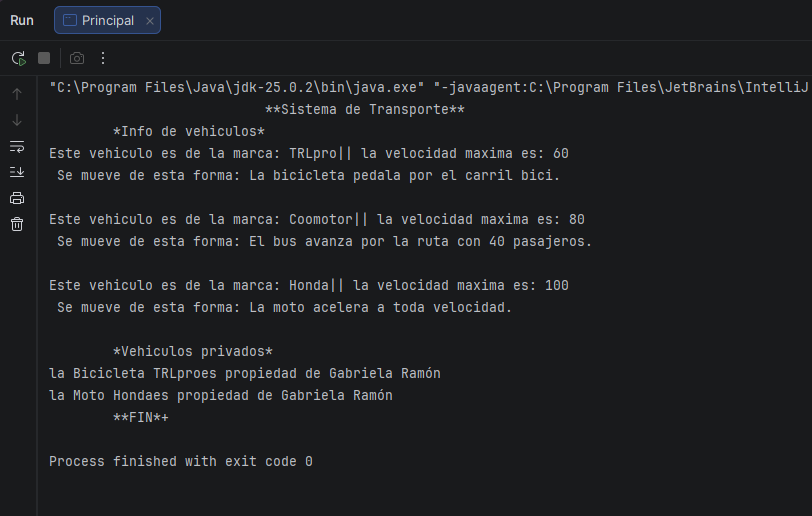 Run Principal
"C:\Program Files\Java\jdk-25.0.2\bin\java.exe" "-javaagent:C:\Program Files\JetBrains\IntelliJ
**Sistema de Transporte**
*Info de vehiculos*
Este vehiculo es de la marca: TRLpro|| la velocidad maxima es: 60
Se mueve de esta forma: La bicicleta pedala por el carril bici.
Este vehiculo es de la marca: Coomotor|| la velocidad maxima es: 80
Se mueve de esta forma: El bus avanza por la ruta con 40 pasajeros.
Este vehiculo es de la marca: Honda|| la velocidad maxima es: 100
Se mueve de esta forma: La moto acelera a toda velocidad.
*Vehiculos privados*
la Bicicleta TRLproes propiedad de Gabriela Ramón
la Moto Hondaes propiedad de Gabriela Ramón
**FIN*+
Process finished with exit code 0